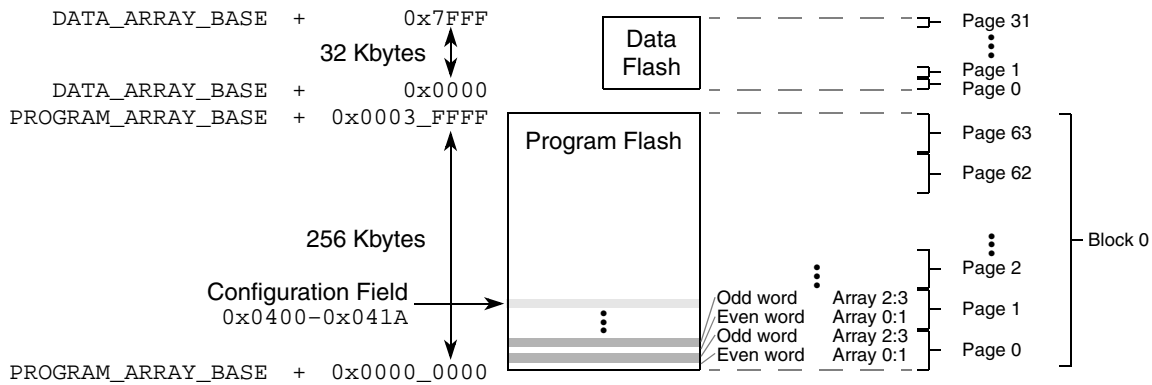 DATA_ARRAY_BASE + 0x7FFF
32 Kbytes
DATA_ARRAY_BASE + 0x0000
Data
Flash
Page 31
Page 1
Page 0
PROGRAM_ARRAY_BASE + 0x0003_FFFF
Program Flash
Page 63
Page 62
256 Kbytes
Block 0
Page 2
Configuration Field
0x0400–0x041A
Odd word Array 2:3
Even word Array 0:1
Page 1
Odd word Array 2:3
Even word Array 0:1
Page 0
PROGRAM_ARRAY_BASE + 0x0000_0000